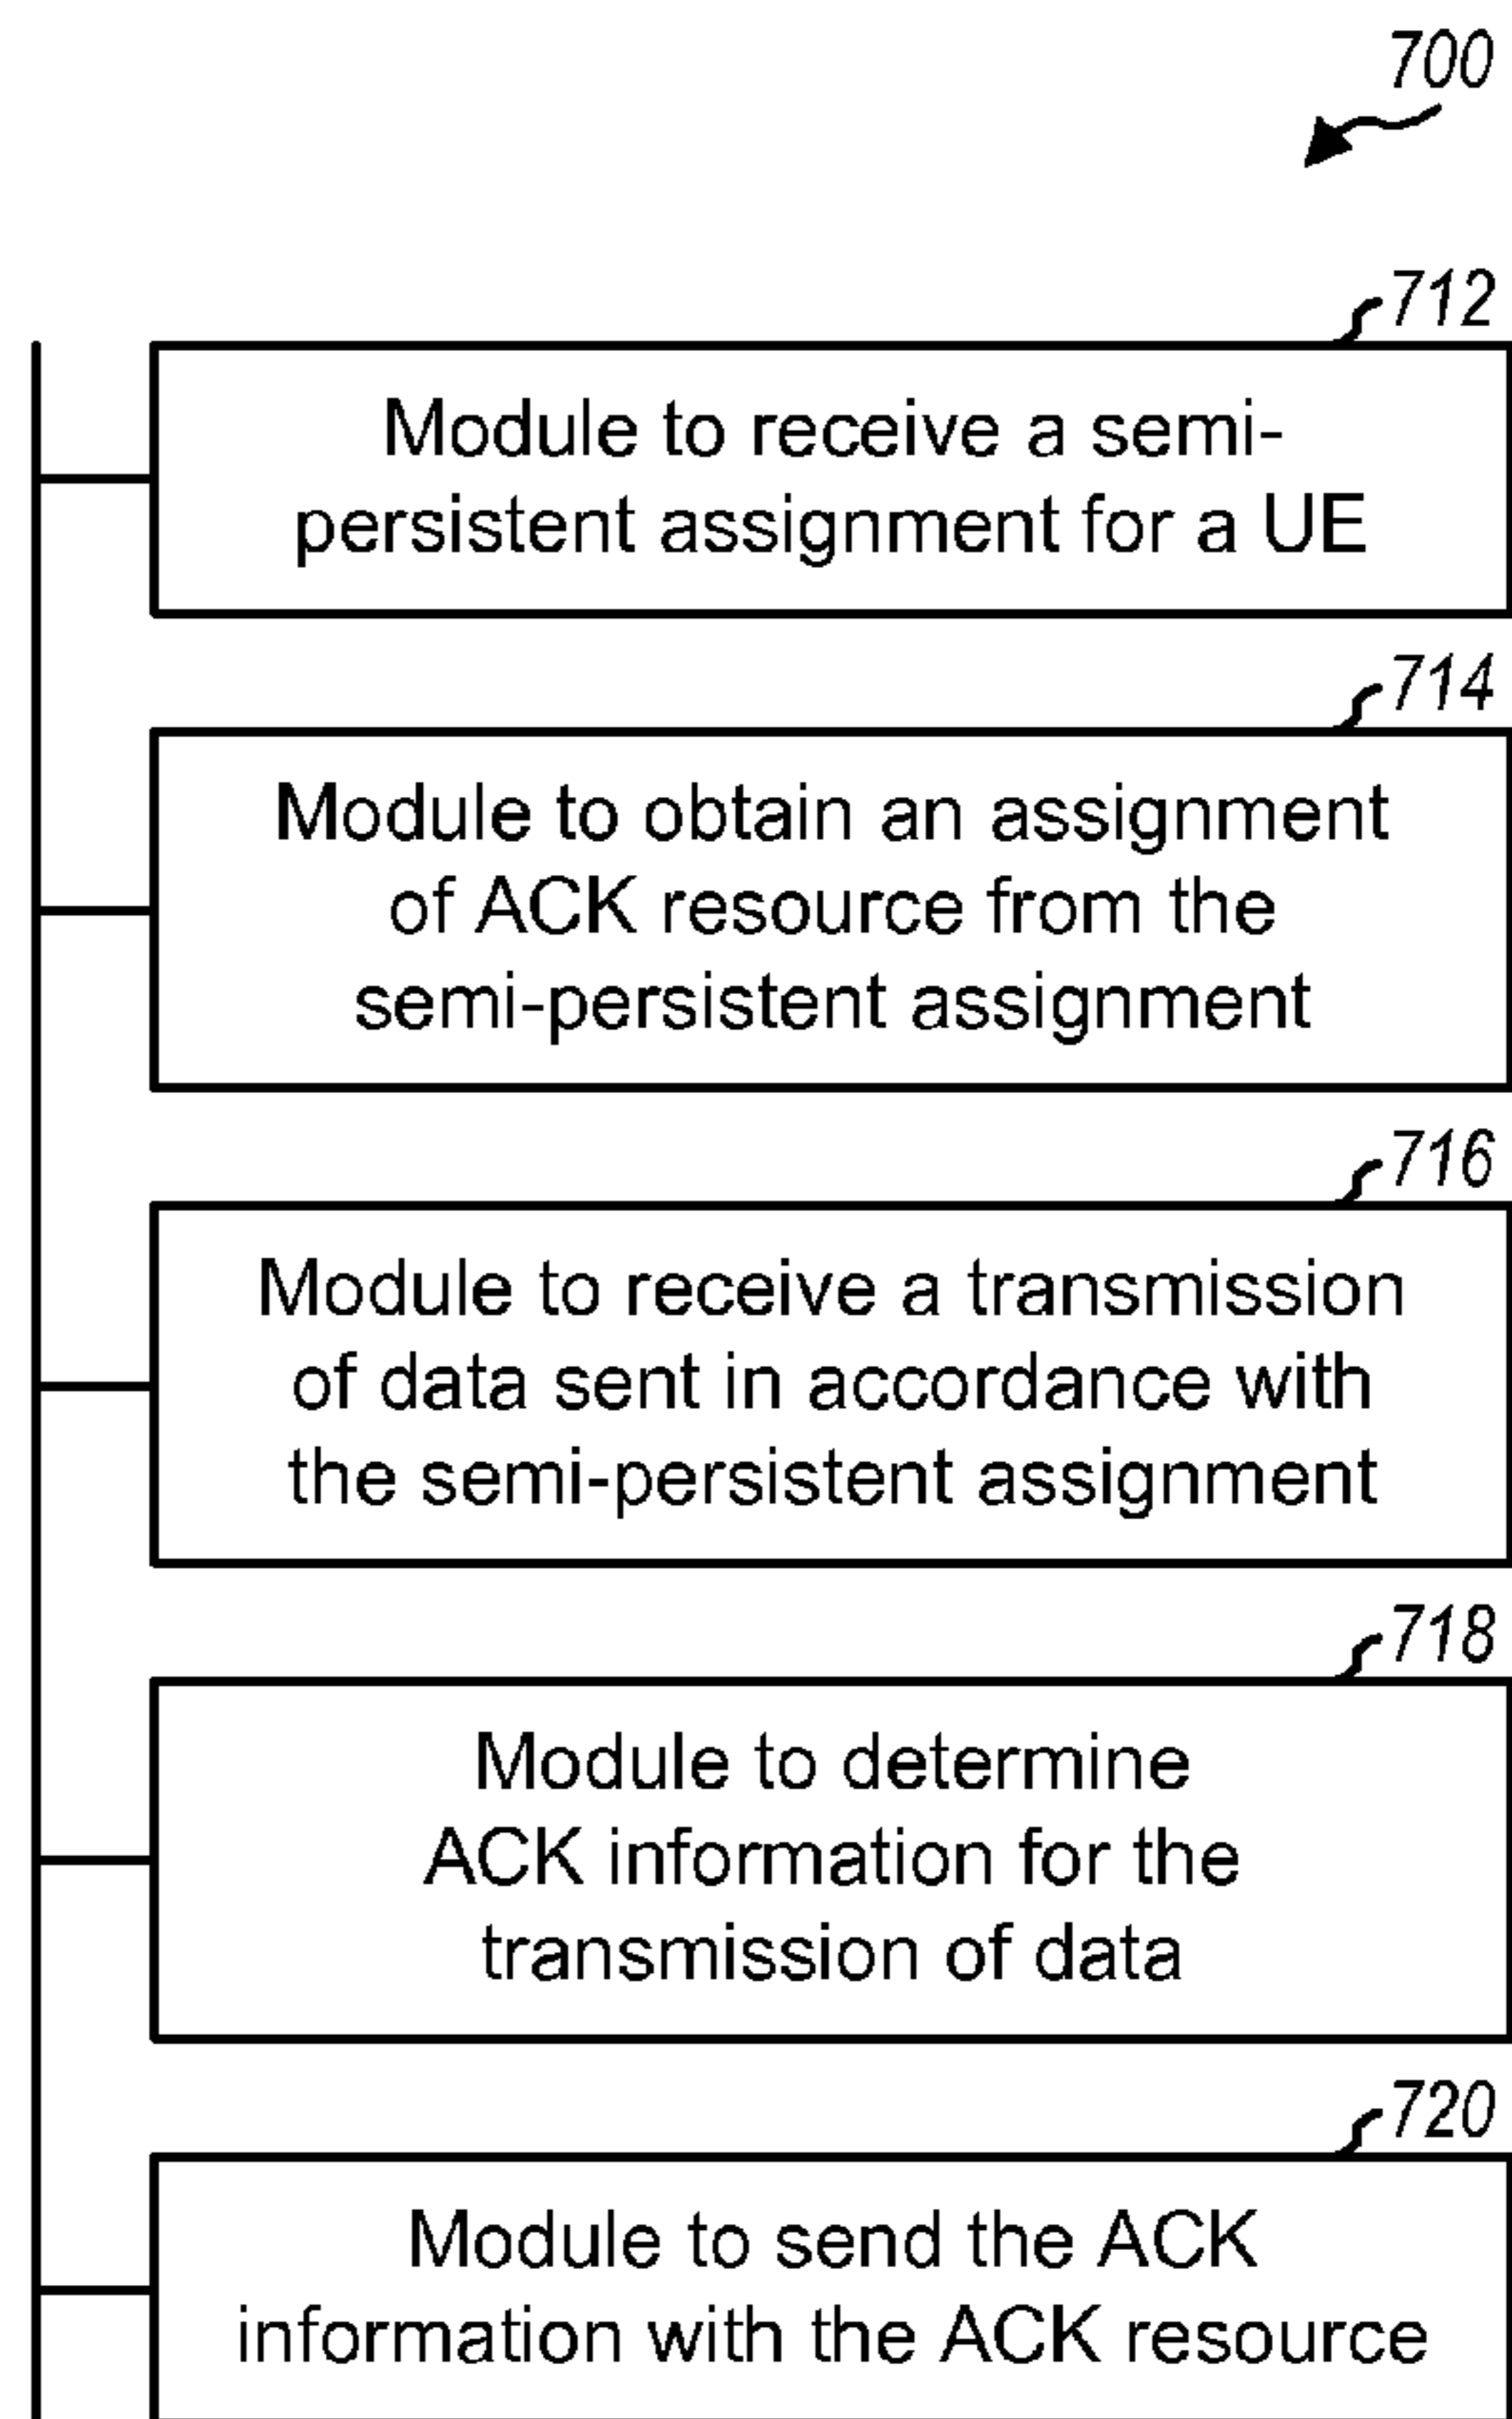 700
712
Module to receive a semi-
persistent assignment for a UE
714
Module to obtain an assignment
of ACK resource from the
semi-persistent assignment
716
Module to receive a transmission
of data sent in accordance with
the semi-persistent assignment
718
Module to determine
ACK information for the
transmission of data
720
Module to send the ACK
information with the ACK resource